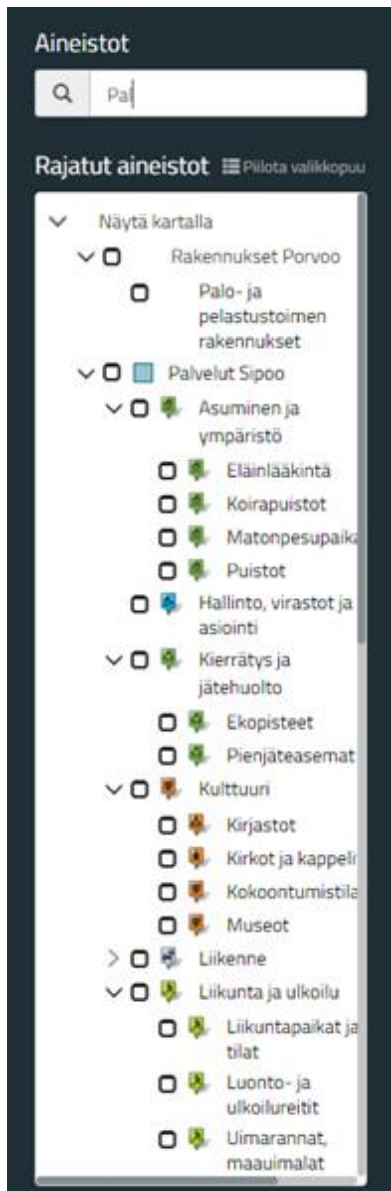 Aineistot
Pal
Rajatut aineistot Piilota valikkopuu
Näytä kartalla
Rakennukset Porvoo
Palo- ja
pelastustoimen
rakennukset
Palvelut Sipoo
Asuminen ja
ympäristö
Eläinlääkintä
Koirapuistot
Matonpesupaika
Puistot
Hallinto, virastot ja
asiointi
Kierrätys ja
jätehuolto
Ekopisteet
Pienjäteasemat
Kulttuuri
Kirjastot
Kirkot ja kappelir
Kokoontumistila
Museot
Liikenne
Liikunta ja ulkoilu
Liikuntapaikat ja
tilat
Luonto- ja
ulkoilureitit
Uimarannat,
maauimalat